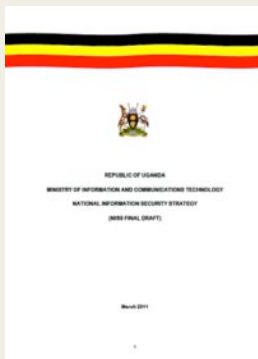 REPUBLIC OF UGANDA
MINISTRY OF INFORMATION AND COMMUNICATIONS TECHNOLOGY
NATIONAL INFORMATION SECURITY STRATEGY
(NISS FINAL DRAFT)
March 2011